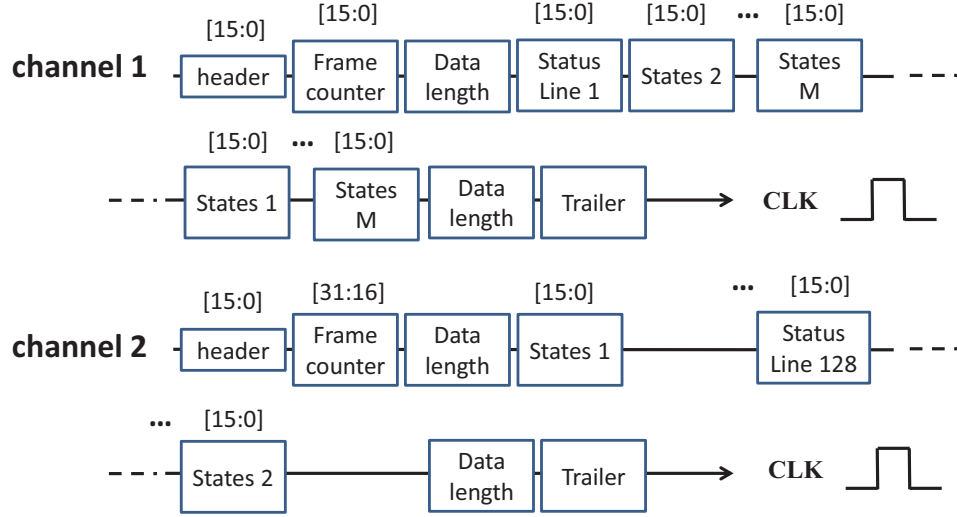 [15:0] [15:0] [15:0] [15:0] ... [15:0]
channel 1 header Frame counter Data length Status Line 1 States 2 States M
[15:0] ... [15:0]
States 1 States M Data length Trailer CLK
[15:0] [31:16] [15:0] ... [15:0]
channel 2 header Frame counter Data length States 1 Status Line 128
... [15:0]
States 2 Data length Trailer CLK